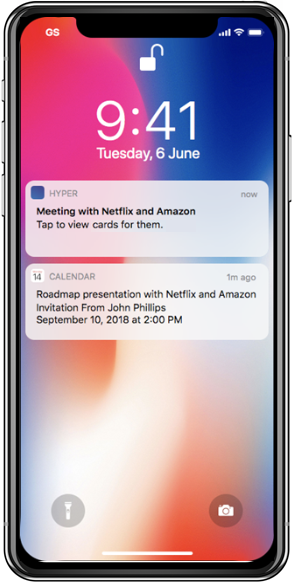 GS
9:41
Tuesday, 6 June
HYPER now
Meeting with Netflix and Amazon
Tap to view cards for them.
14 CALENDAR 1m ago
Roadmap presentation with Netflix and Amazon
Invitation From John Phillips
September 10, 2018 at 2:00 PM